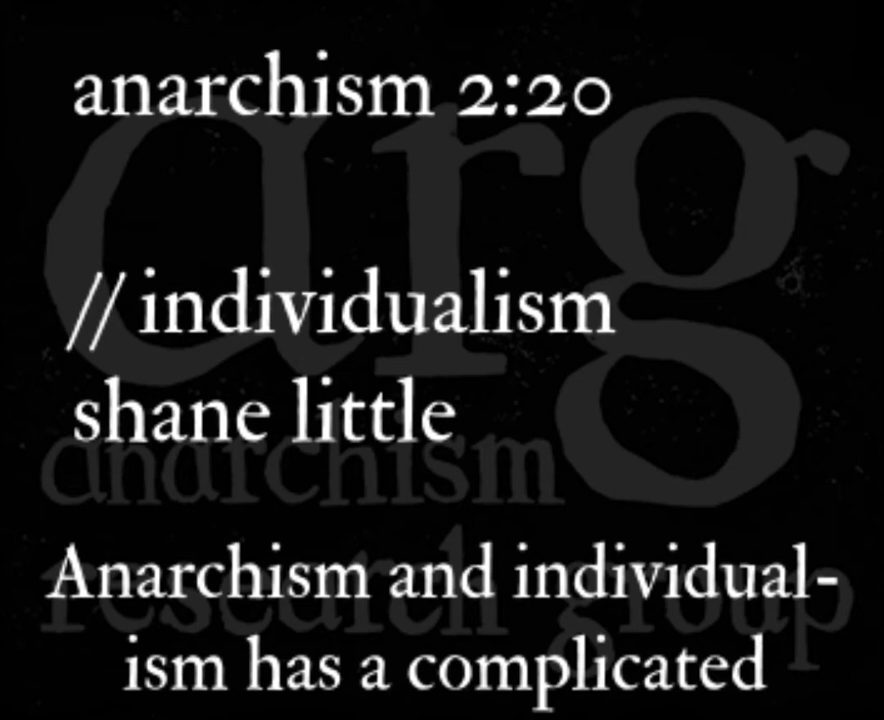 anarchism 2:20
// individualism
shane little
Anarchism and individual-
ism has a complicated
arg
anarchism
research group